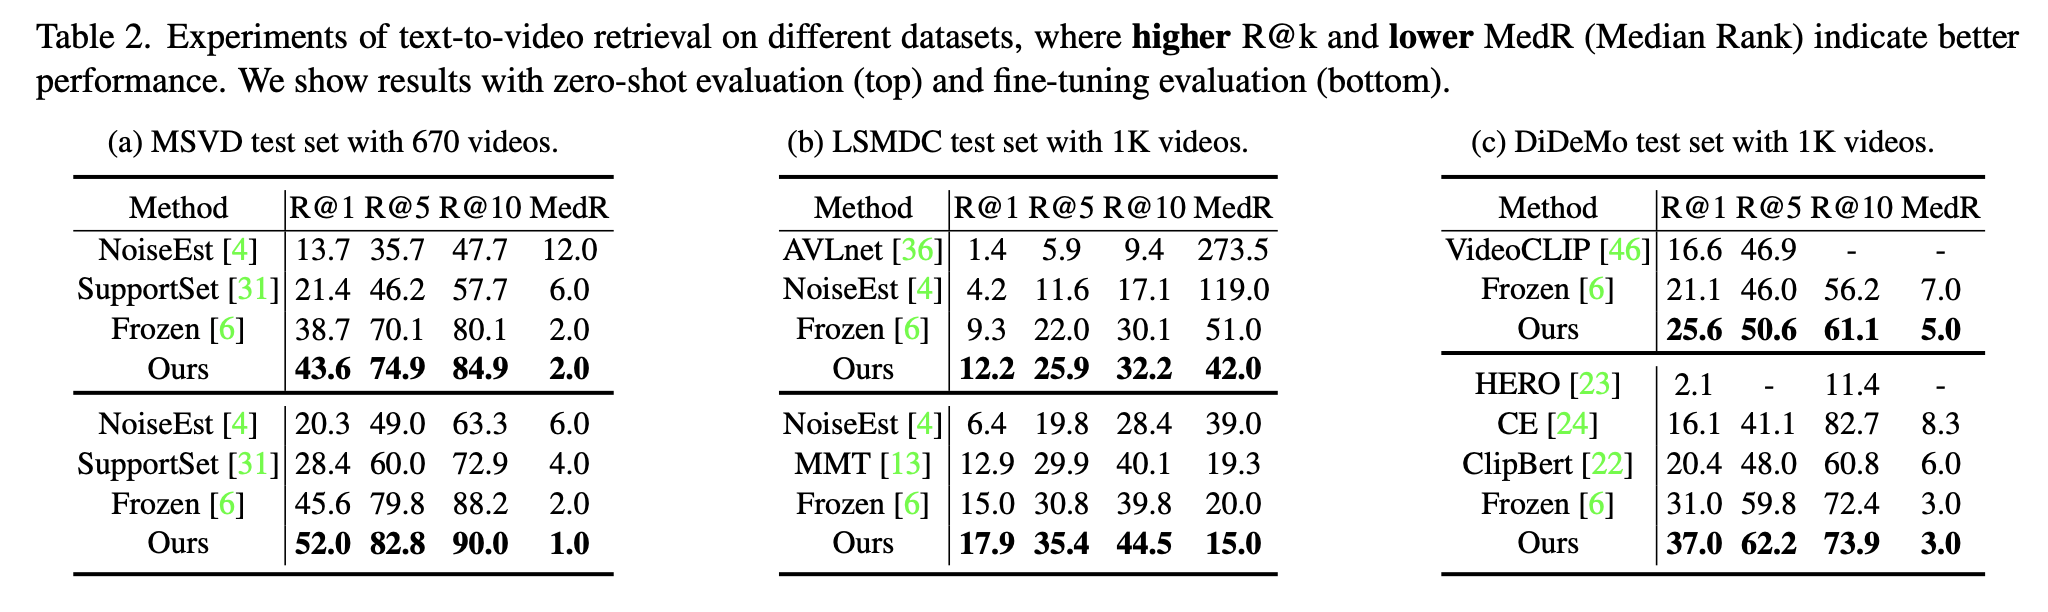 Table 2. Experiments of text-to-video retrieval on different datasets, where higher R@k and lower MedR (Median Rank) indicate better
performance. We show results with zero-shot evaluation (top) and fine-tuning evaluation (bottom).
(a) MSVD test set with 670 videos.
Method R@1 R@5 R@10 MedR
NoiseEst [4] 13.7 35.7 47.7 12.0
SupportSet [31] 21.4 46.2 57.7 6.0
Frozen [6] 38.7 70.1 80.1 2.0
Ours 43.6 74.9 84.9 2.0
NoiseEst [4] 20.3 49.0 63.3 6.0
SupportSet [31] 28.4 60.0 72.9 4.0
Frozen [6] 45.6 79.8 88.2 2.0
Ours 52.0 82.8 90.0 1.0
(b) LSMDC test set with 1K videos.
Method R@1 R@5 R@10 MedR
AVLnet [36] 1.4 5.9 9.4 273.5
NoiseEst [4] 4.2 11.6 17.1 119.0
Frozen [6] 9.3 22.0 30.1 51.0
Ours 12.2 25.9 32.2 42.0
NoiseEst [4] 6.4 19.8 28.4 39.0
MMT [13] 12.9 29.9 40.1 19.3
Frozen [6] 15.0 30.8 39.8 20.0
Ours 17.9 35.4 44.5 15.0
(c) DiDeMo test set with 1K videos.
Method R@1 R@5 R@10 MedR
VideoCLIP [46] 16.6 46.9 - -
Frozen [6] 21.1 46.0 56.2 7.0
Ours 25.6 50.6 61.1 5.0
HERO [23] 2.1 - 11.4 -
CE [24] 16.1 41.1 82.7 8.3
ClipBert [22] 20.4 48.0 60.8 6.0
Frozen [6] 31.0 59.8 72.4 3.0
Ours 37.0 62.2 73.9 3.0